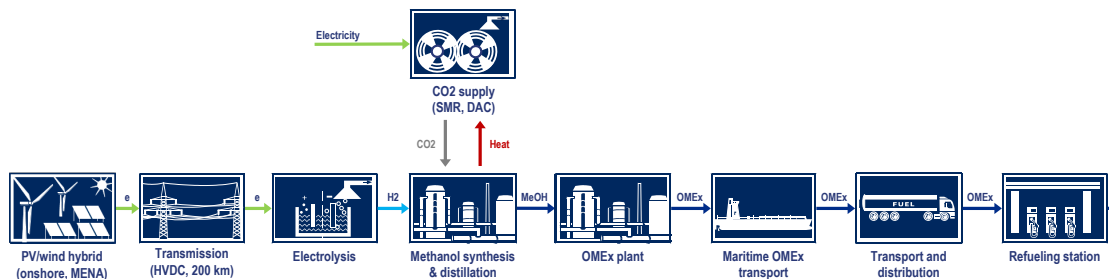 Electricity
CO2 supply
(SMR, DAC)
CO2
Heat
e
e
H2
MeOH
OMEx
OMEx
OMEx
FUEL
PV/wind hybrid
(onshore, MENA)
Transmission
(HVDC, 200 km)
Electrolysis
Methanol synthesis
& distillation
OMEx plant
Maritime OMEx
transport
Transport and
distribution
Refueling station